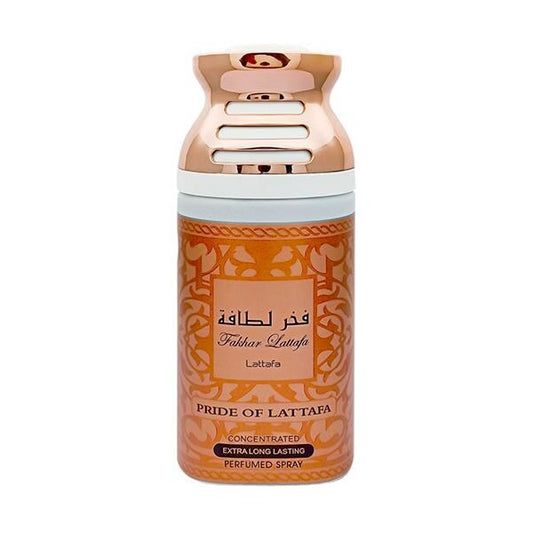 فخر لطافة
Fakhar Lattafa
Lattafa
PRIDE OF LATTAFA
CONCENTRATED
EXTRA LONG LASTING
PERFUMED SPRAY